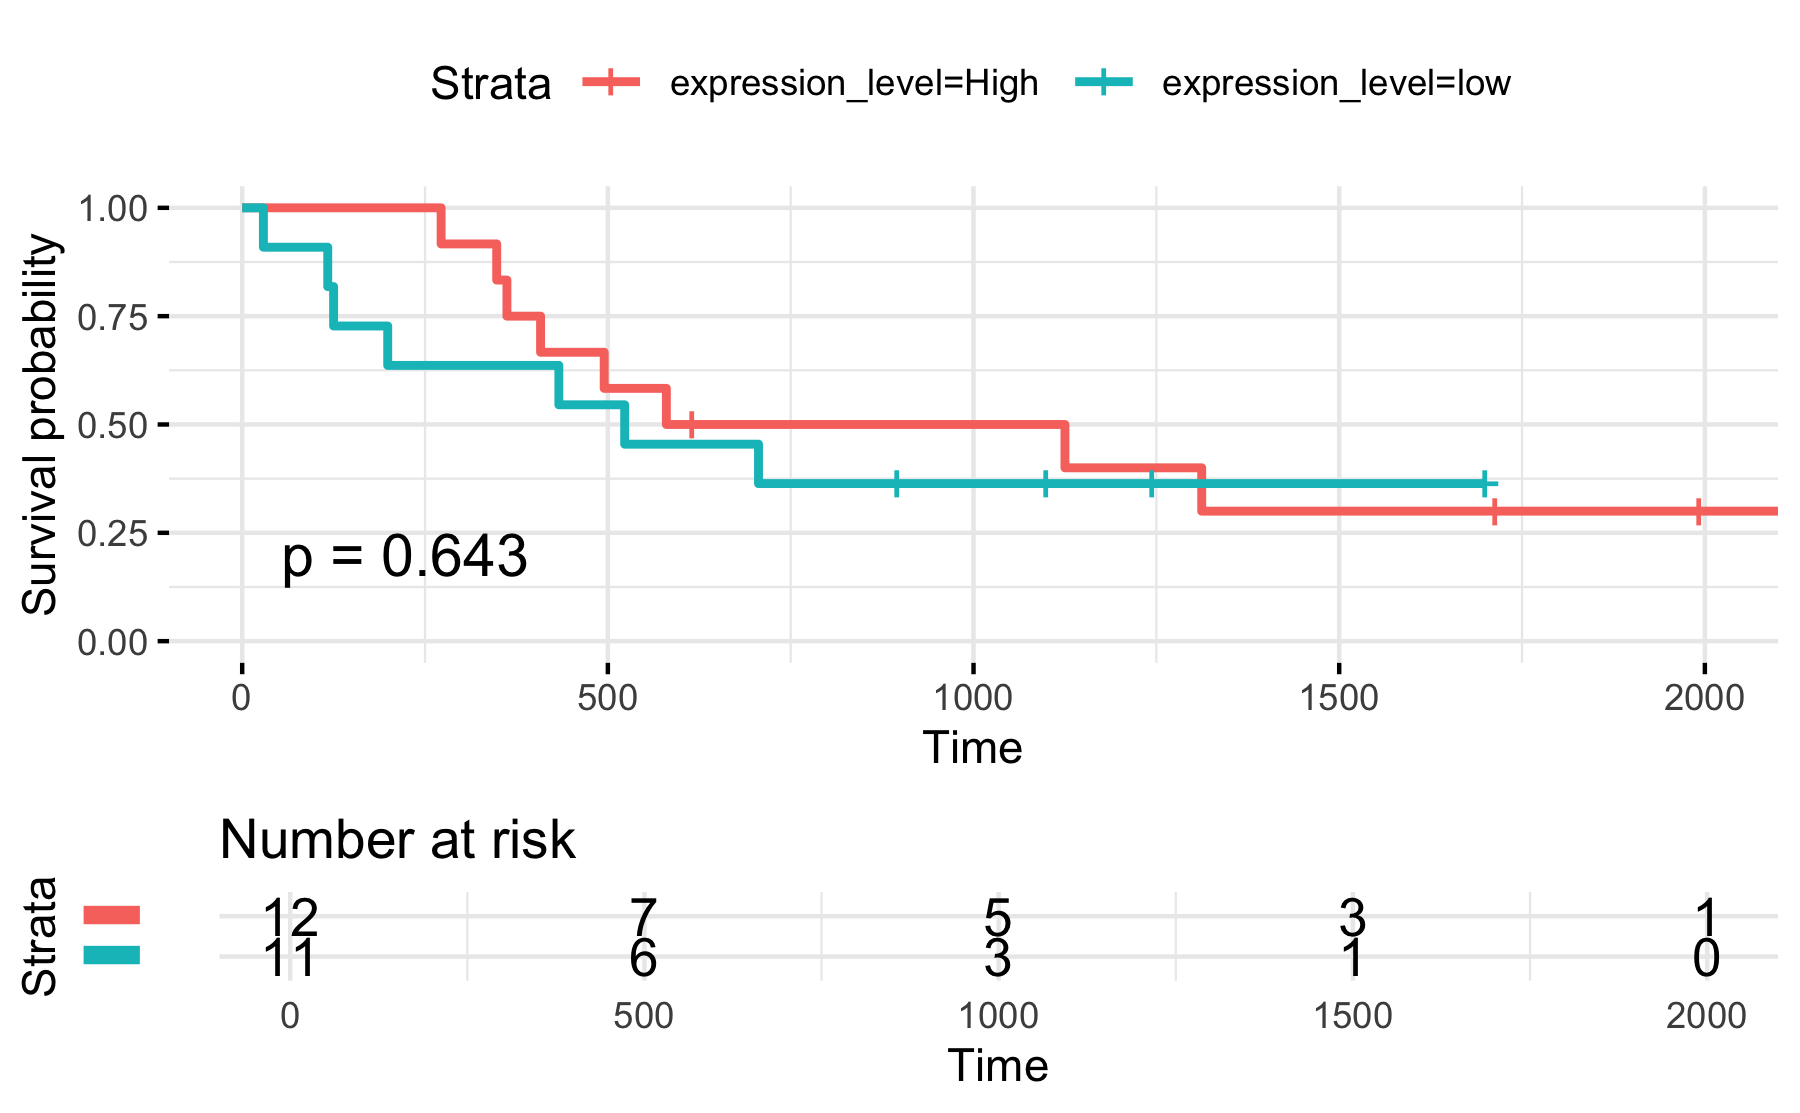 Strata expression_level=High expression_level=low
Survival probability
1.00
0.75
0.50
0.25
0.00
p = 0.643
0 500 1000 1500 2000
Time
Number at risk
Strata
12 7 5 3 1
11 6 3 1 0
0 500 1000 1500 2000
Time